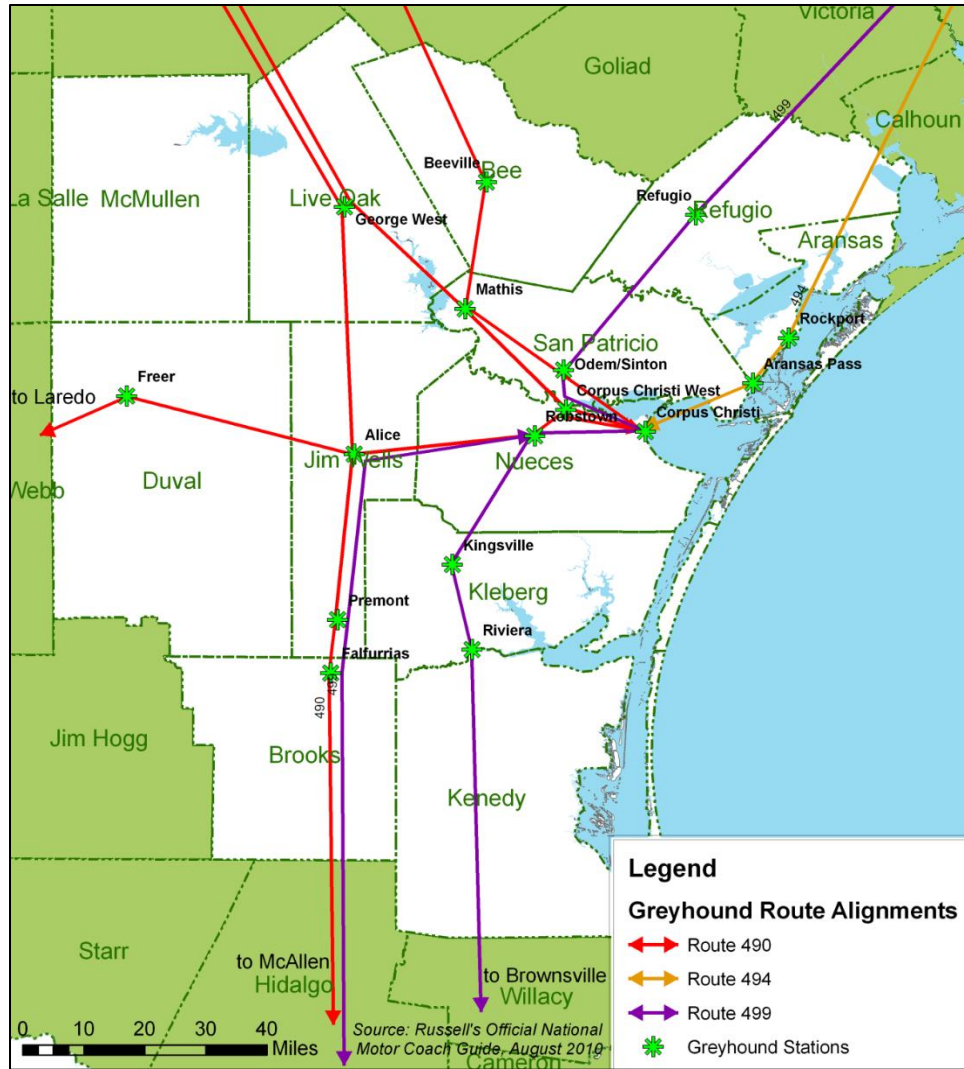 Victoria
Goliad
499
Calhoun
Beeville
Bee
La Salle
McMullen
Live Oak
George West
Refugio
Refugio
Aransas
Mathis
494
Rockport
San Patricio
Odem/Sinton
Aransas Pass
to Laredo
Freer
Corpus Christi West
Corpus Christi
Robstown
Alice
Jim Wells
Nueces
Webb
Duval
Kingsville
Kleberg
Premont
Riviera
Falfurrias
499
490
Jim Hogg
Brooks
Kenedy
Starr
to McAllen
Hidalgo
to Brownsville
Willacy
Cameron
0 10 20 30 40
Miles
Source: Russell's Official National
Motor Coach Guide, August 2010
Legend
Greyhound Route Alignments
Route 490
Route 494
Route 499
Greyhound Stations